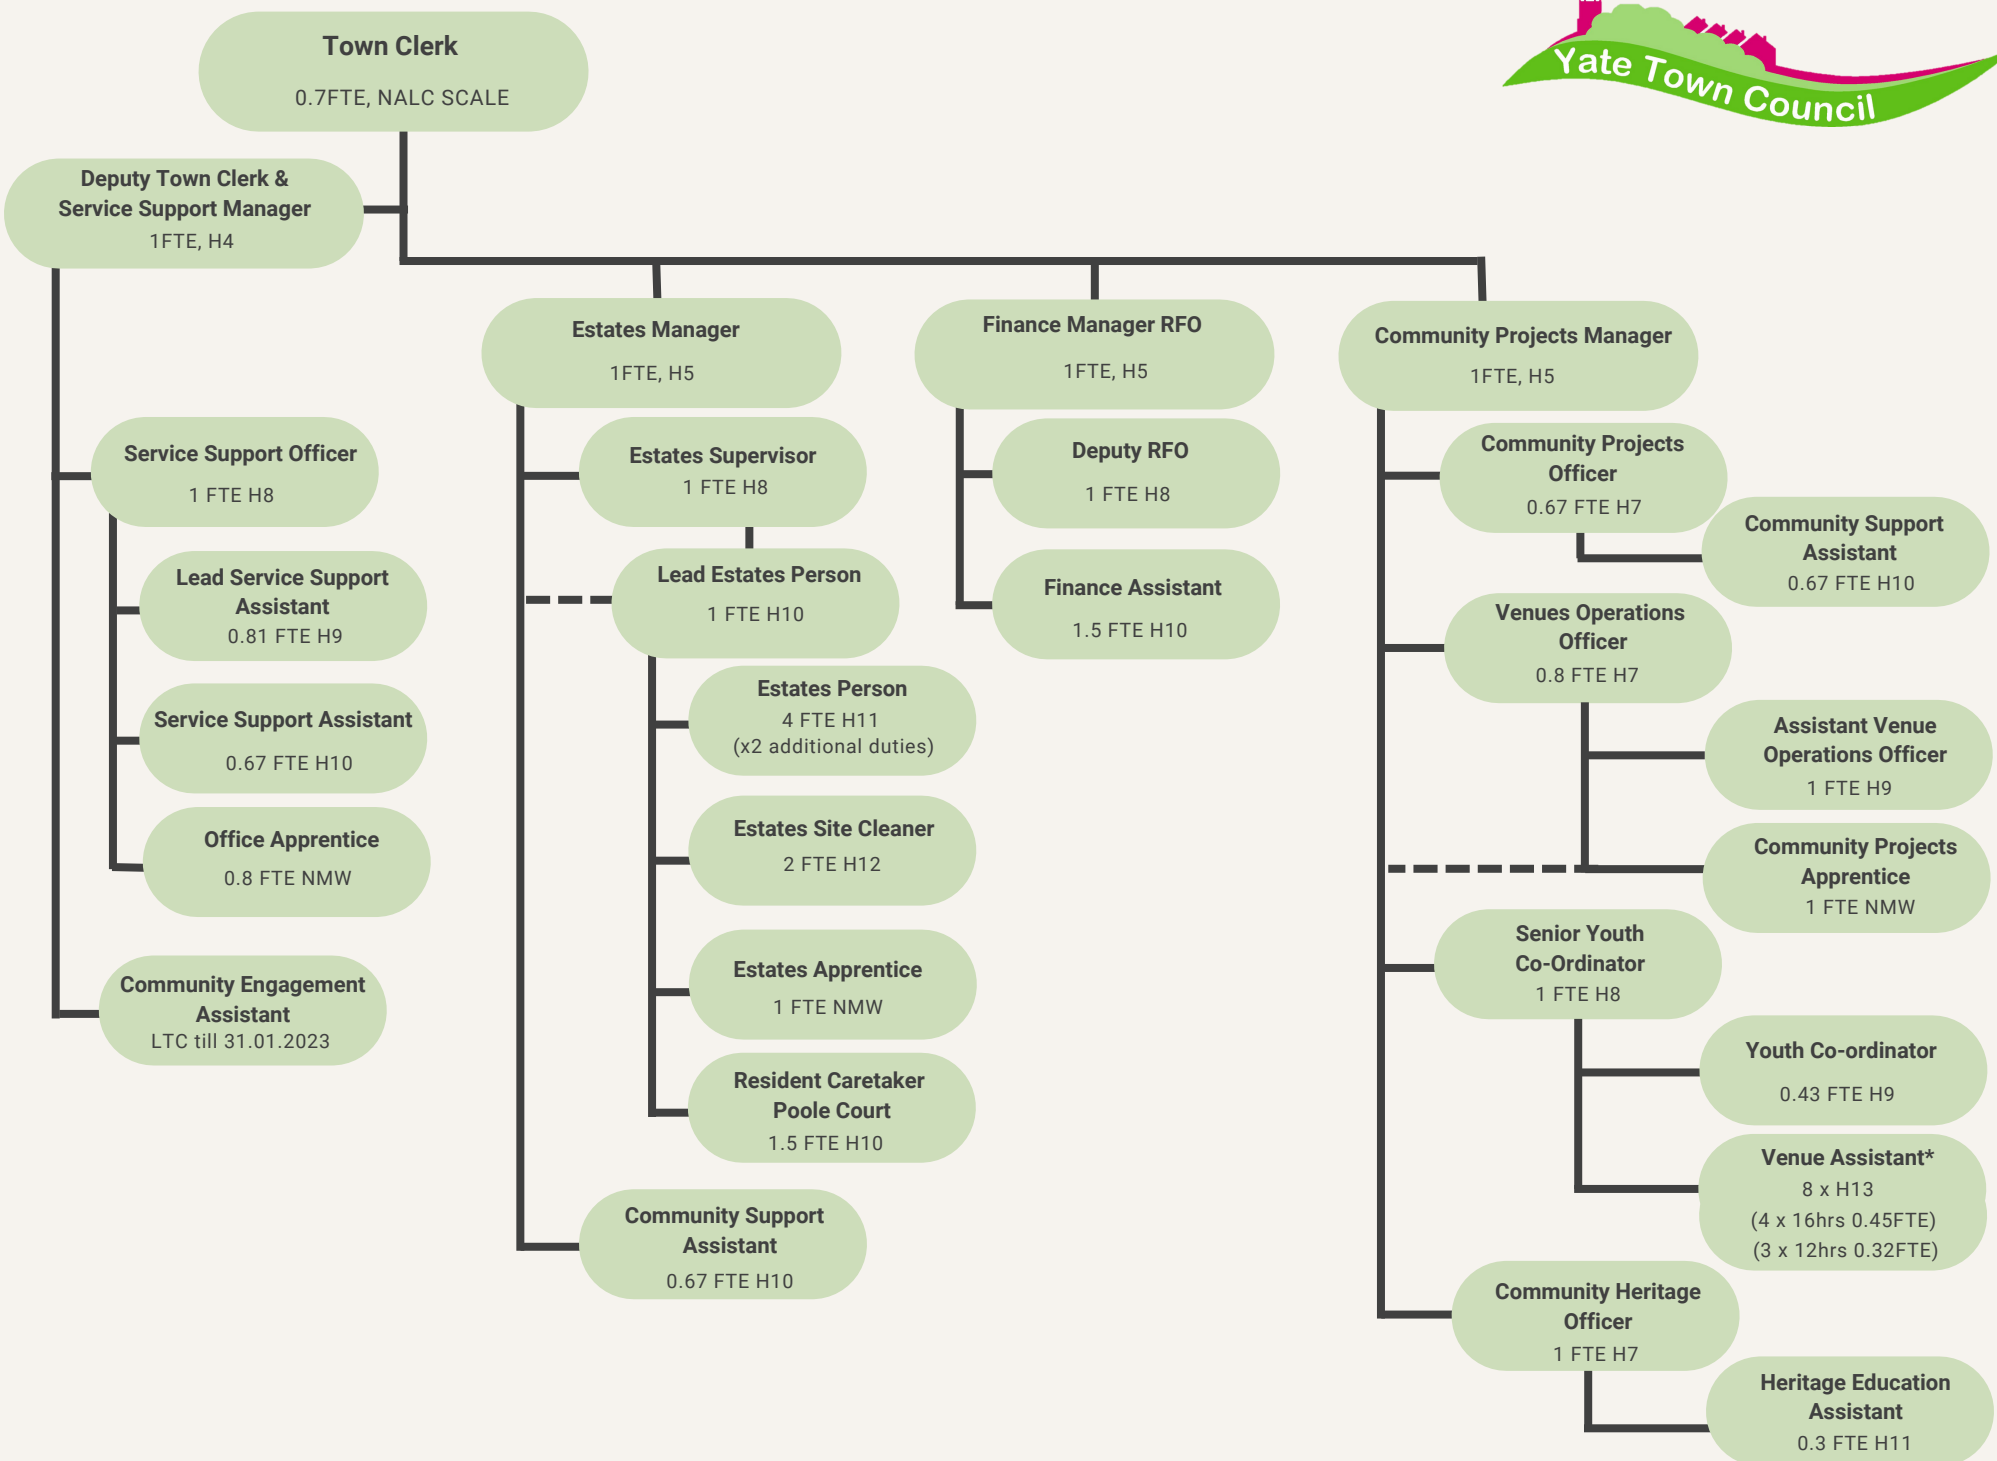 Yate Town Council
Town Clerk
0.7FTE, NALC SCALE
Deputy Town Clerk &
Service Support Manager
1FTE, H4
Service Support Officer
1 FTE H8
Lead Service Support
Assistant
0.81 FTE H9
Service Support Assistant
0.67 FTE H10
Office Apprentice
0.8 FTE NMW
Community Engagement
Assistant
LTC till 31.01.2023
Estates Manager
1FTE, H5
Estates Supervisor
1 FTE H8
Lead Estates Person
1 FTE H10
Estates Person
4 FTE H11
(x2 additional duties)
Estates Site Cleaner
2 FTE H12
Estates Apprentice
1 FTE NMW
Resident Caretaker
Poole Court
1.5 FTE H10
Community Support
Assistant
0.67 FTE H10
Finance Manager RFO
1FTE, H5
Deputy RFO
1 FTE H8
Finance Assistant
1.5 FTE H10
Community Projects Manager
1FTE, H5
Community Projects
Officer
0.67 FTE H7
Community Support
Assistant
0.67 FTE H10
Venues Operations
Officer
0.8 FTE H7
Assistant Venue
Operations Officer
1 FTE H9
Community Projects
Apprentice
1 FTE NMW
Senior Youth
Co-Ordinator
1 FTE H8
Youth Co-ordinator
0.43 FTE H9
Venue Assistant*
8 x H13
(4 x 16hrs 0.45FTE)
(3 x 12hrs 0.32FTE)
Community Heritage
Officer
1 FTE H7
Heritage Education
Assistant
0.3 FTE H11